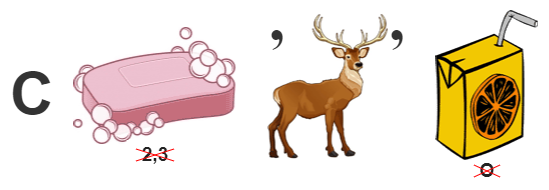 C , ,
2,3 O